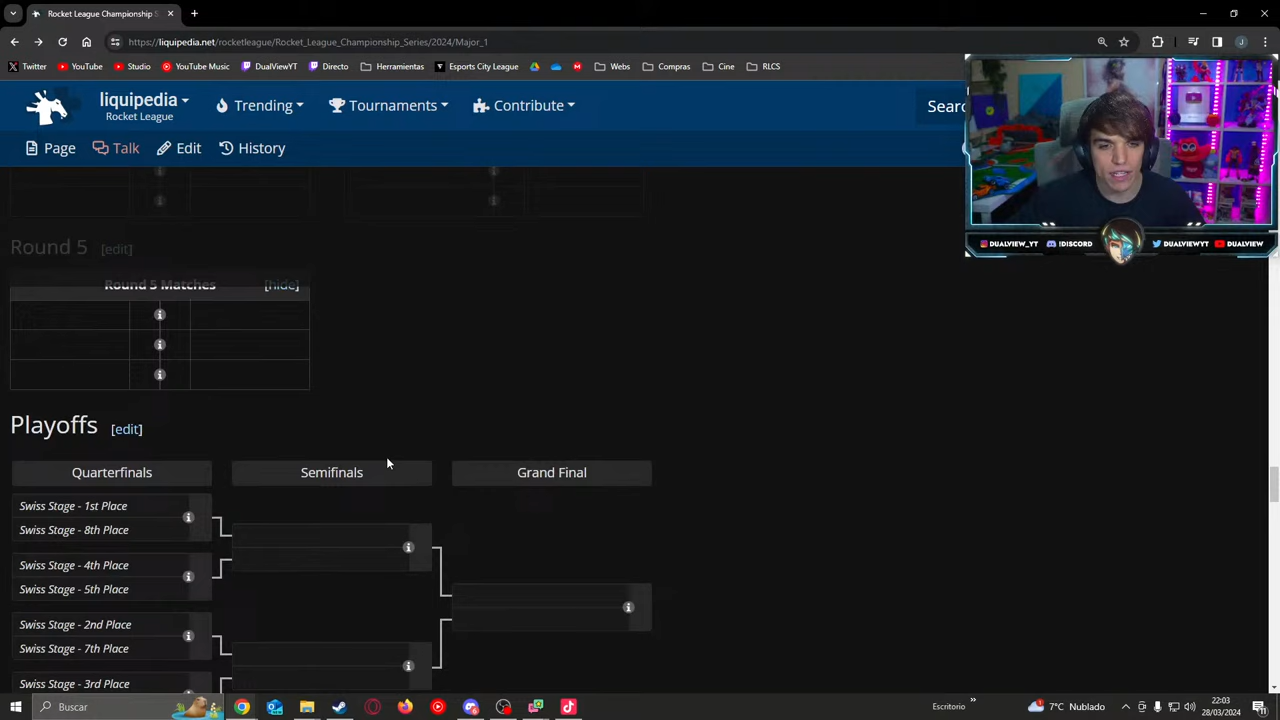 Rocket League Championship S
https://liquipedia.net/rocketleague/Rocket_League_Championship_Series/2024/Major_1
J
Twitter
YouTube
Studio
YouTube Music
DualViewYT
Directo
Herramientas
Esports City League
Webs
Compras
Cine
RLCS
liquipedia
Rocket League
Trending
Tournaments
Contribute
Searc
Page
Talk
Edit
History
DUALVIEW_YT
!DISCORD
DUALVIEWYT
DUALVIEW
Round 5 [edit]
Round 5 Matches [hide]
Playoffs [edit]
Quarterfinals
Semifinals
Grand Final
Swiss Stage - 1st Place
Swiss Stage - 8th Place
Swiss Stage - 4th Place
Swiss Stage - 5th Place
Swiss Stage - 2nd Place
Swiss Stage - 7th Place
Swiss Stage - 3rd Place
Buscar
Escritorio
7°C Nublado
22:03
28/03/2024